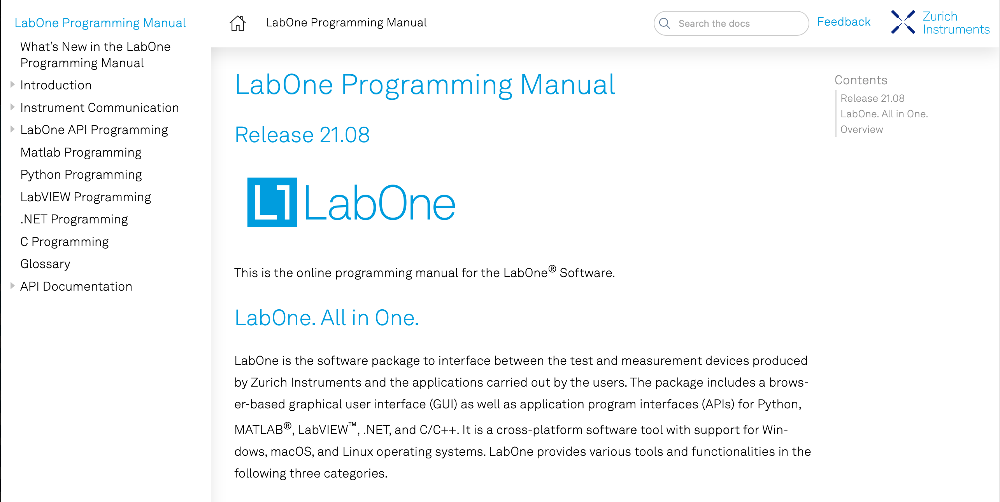 LabOne Programming Manual
What's New in the LabOne
Programming Manual
Introduction
Instrument Communication
LabOne API Programming
Matlab Programming
Python Programming
LabVIEW Programming
.NET Programming
C Programming
Glossary
API Documentation
LabOne Programming Manual
Search the docs
Feedback
Zurich
Instruments
LabOne Programming Manual
Release 21.08
L1 LabOne
This is the online programming manual for the LabOne® Software.
LabOne. All in One.
LabOne is the software package to interface between the test and measurement devices produced
by Zurich Instruments and the applications carried out by the users. The package includes a brows-
er-based graphical user interface (GUI) as well as application program interfaces (APIs) for Python,
MATLAB®, LabVIEW™, .NET, and C/C++. It is a cross-platform software tool with support for Win-
dows, macOS, and Linux operating systems. LabOne provides various tools and functionalities in the
following three categories.
Contents
Release 21.08
LabOne. All in One.
Overview